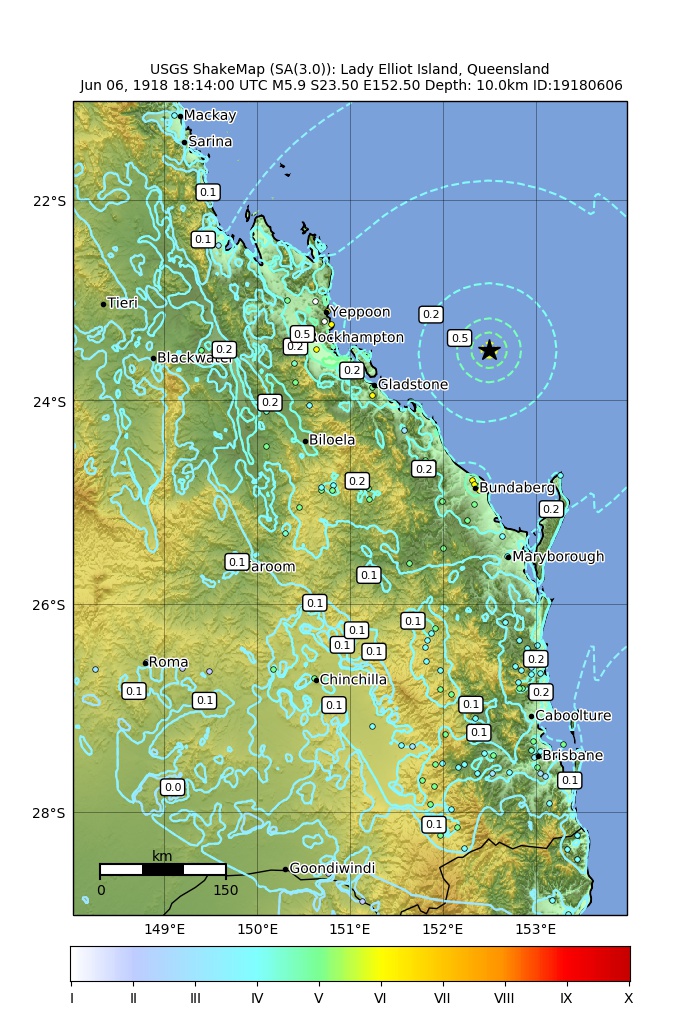 USGS ShakeMap (SA(3.0)): Lady Elliot Island, Queensland
Jun 06, 1918 18:14:00 UTC M5.9 S23.50 E152.50 Depth: 10.0km ID:19180606
Mackay
Sarina
0.1
22°S
0.1
Tieri
Yeppoon
0.2
0.5
Rockhampton
0.5
0.2
0.2
Blackwater
0.2
Gladstone
24°S
0.2
Biloela
0.2
0.2
Bundaberg
0.2
Maryborough
0.1
aroom
0.1
26°S
0.1
0.1
0.1
0.1
0.1
Roma
0.2
Chinchilla
0.1
0.1
0.2
0.1
0.1
Caboolture
0.1
Brisbane
0.1
0.0
28°S
0.1
km
0
150
Goondiwindi
149°E
150°E
151°E
152°E
153°E
I
II
III
IV
V
VI
VII
VIII
IX
X